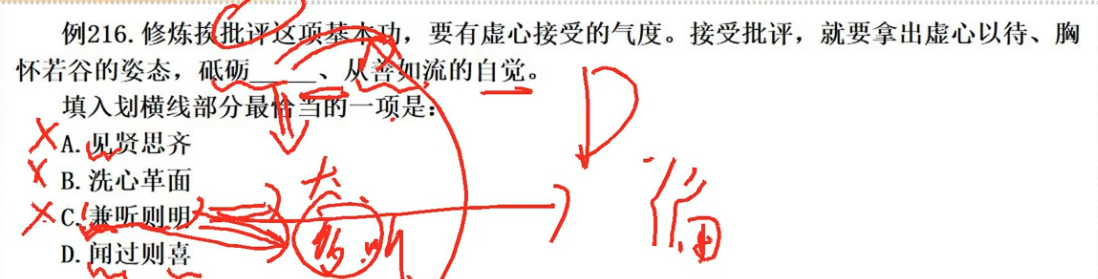 例216.修炼挨批评这项基本功，要有虚心接受的气度。接受批评，就要拿出虚心以待、胸
怀若谷的姿态，砥砺_____、从善如流的自觉。
填入划横线部分最恰当的一项是：
A.见贤思齐
B.洗心革面
C.兼听则明
D.闻过则喜
D